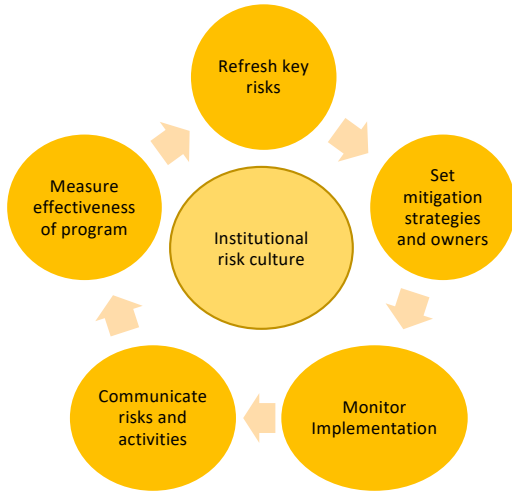 Refresh key
risks
Set
mitigation
strategies
and owners
Monitor
Implementation
Communicate
risks and
activities
Measure
effectiveness
of program
Institutional
risk culture